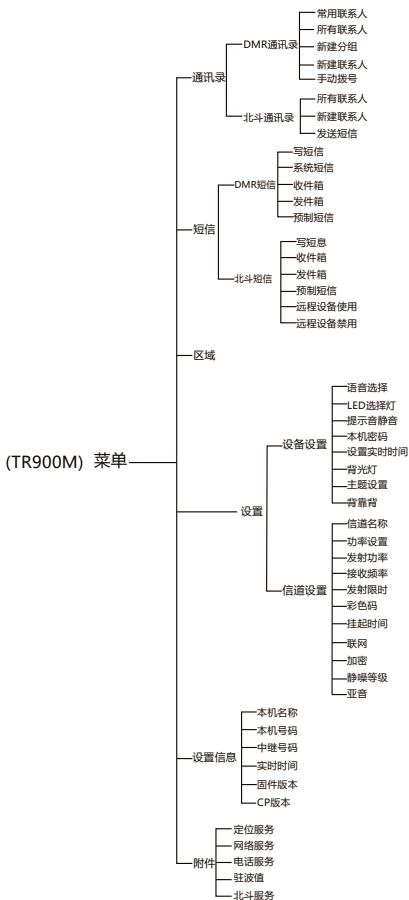 (TR900M) 菜单
通讯录
DMR通讯录
常用联系人
所有联系人
新建分组
新建联系人
手动拨号
北斗通讯录
所有联系人
新建联系人
发送短信
短信
DMR短信
写短信
系统短信
收件箱
发件箱
预制短信
北斗短信
写短息
收件箱
发件箱
预制短信
远程设备使用
远程设备禁用
区域
设置
设备设置
语音选择
LED选择灯
提示音静音
本机密码
设置实时时间
背光灯
主题设置
背靠背
信道设置
信道名称
功率设置
发射功率
接收频率
发射限时
彩色码
挂起时间
联网
加密
静噪等级
亚音
设置信息
本机名称
本机号码
中继号码
实时时间
固件版本
CP版本
附件
定位服务
网络服务
电话服务
驻波值
北斗服务